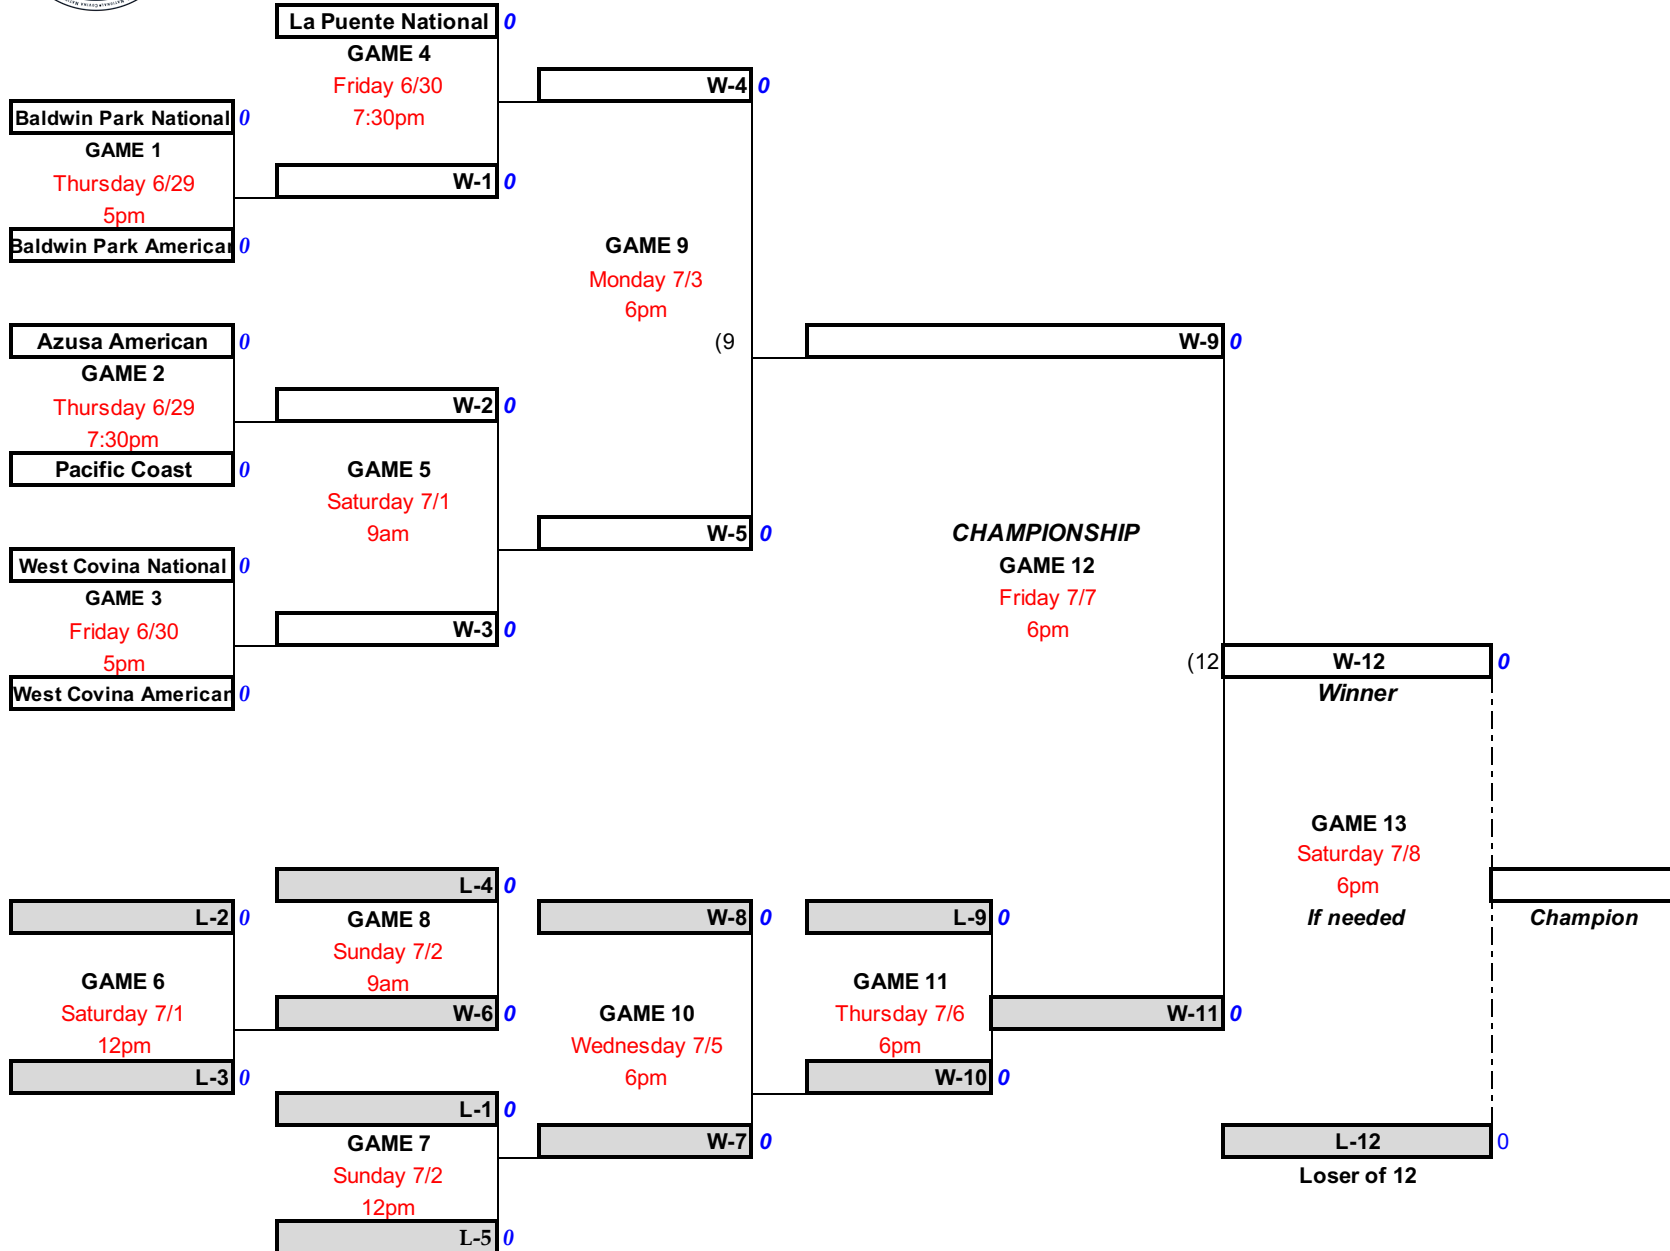 La Puente National 0
GAME 4
Friday 6/30
7:30pm
W-4 0
Baldwin Park National 0
GAME 1
Thursday 6/29
5pm
Baldwin Park American 0
W-1 0
GAME 9
Monday 7/3
6pm
(9
W-9 0
Azusa American 0
GAME 2
Thursday 6/29
7:30pm
Pacific Coast 0
W-2 0
GAME 5
Saturday 7/1
9am
W-5 0
West Covina National 0
GAME 3
Friday 6/30
5pm
West Covina American 0
W-3 0
CHAMPIONSHIP
GAME 12
Friday 7/7
6pm
(12
W-12 0
Winner
GAME 13
Saturday 7/8
6pm
If needed
Champion
L-4 0
GAME 8
Sunday 7/2
9am
W-6 0
L-2 0
GAME 6
Saturday 7/1
12pm
L-3 0
W-8 0
GAME 10
Wednesday 7/5
6pm
W-7 0
L-9 0
GAME 11
Thursday 7/6
6pm
W-10 0
W-11 0
L-1 0
GAME 7
Sunday 7/2
12pm
L-5 0
L-12 0
Loser of 12